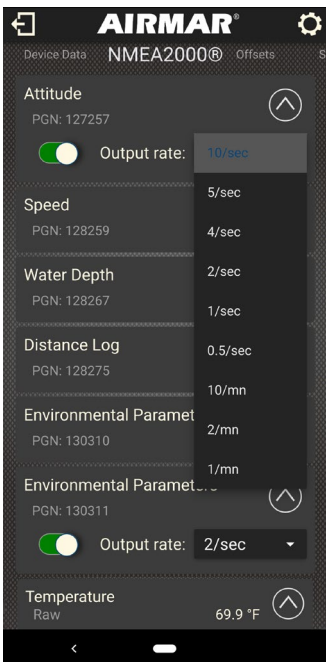 AIRMAR®
Device Data NMEA2000® Offsets S
Attitude
PGN: 127257
Output rate: 10/sec
5/sec
4/sec
2/sec
1/sec
0.5/sec
10/mn
2/mn
1/mn
Speed
PGN: 128259
Water Depth
PGN: 128267
Distance Log
PGN: 128275
Environmental Paramet
PGN: 130310
Environmental Parameters
PGN: 130311
Output rate: 2/sec
Temperature
Raw 69.9 °F